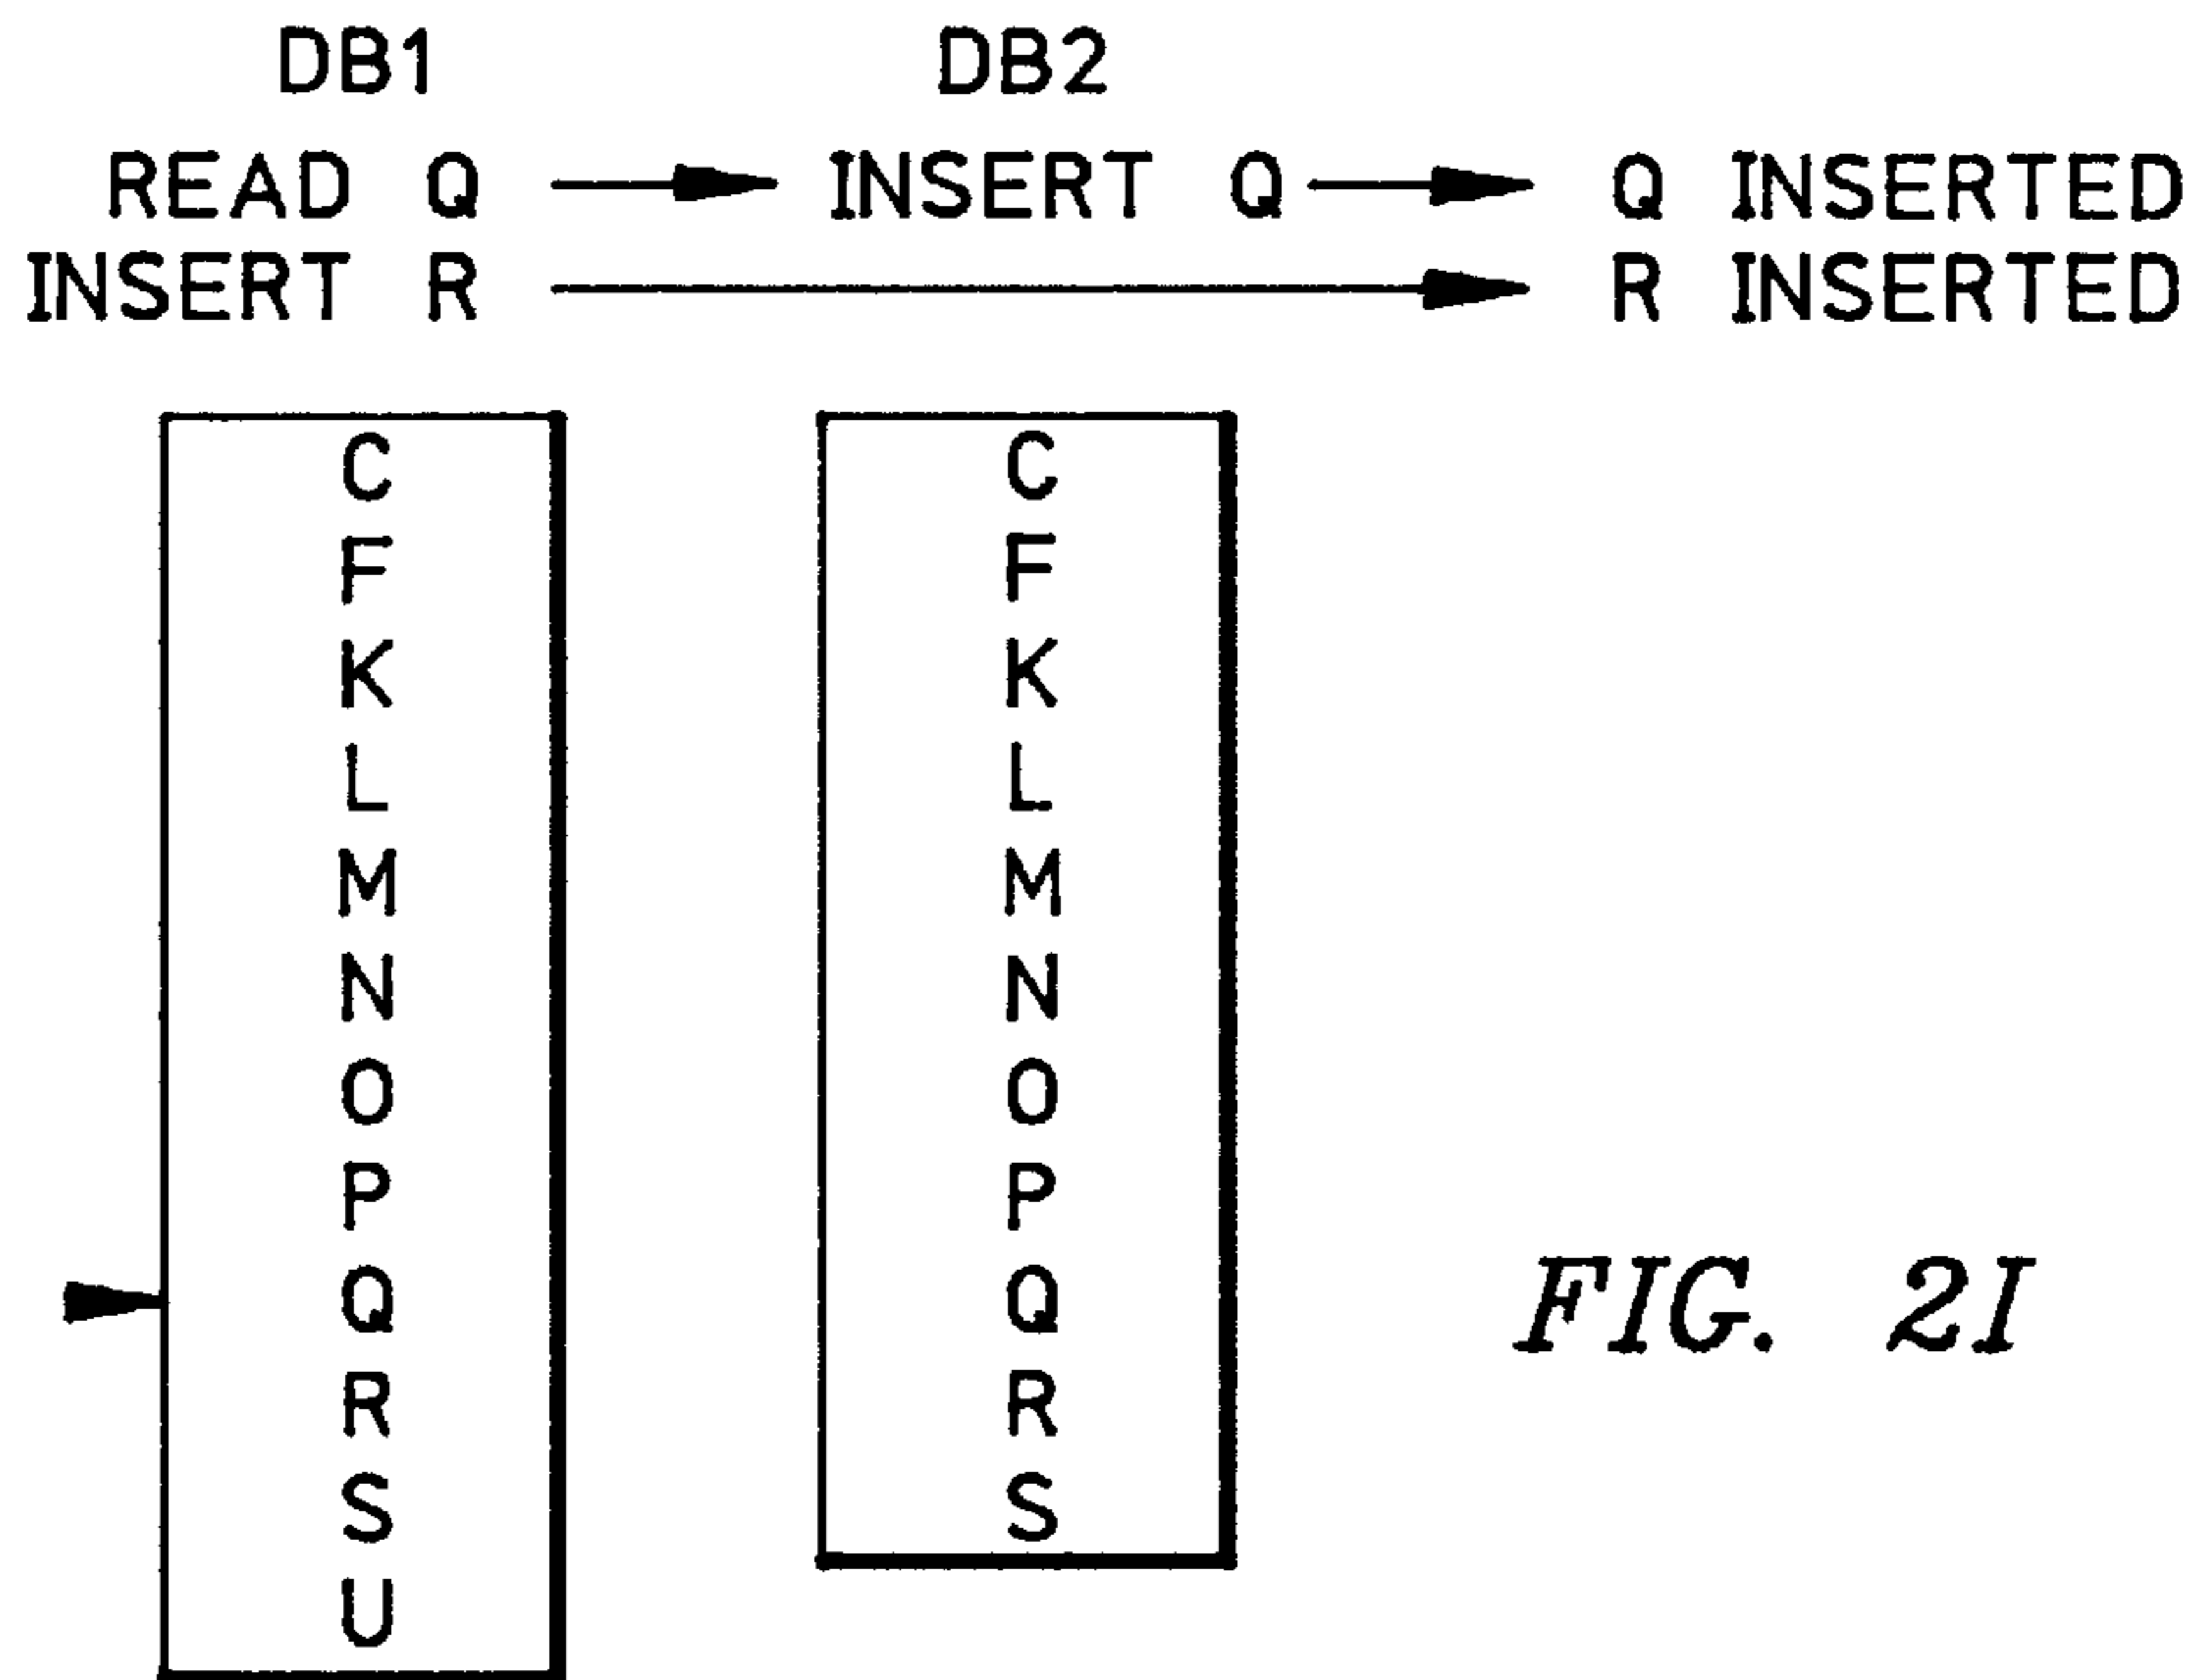 DB1 DB2
READ Q INSERT Q Q INSERTED
INSERT R R INSERTED
C C
F F
K K
L L
M M
N N
O O
P P
Q Q
R R
S S
U
FIG. 2I